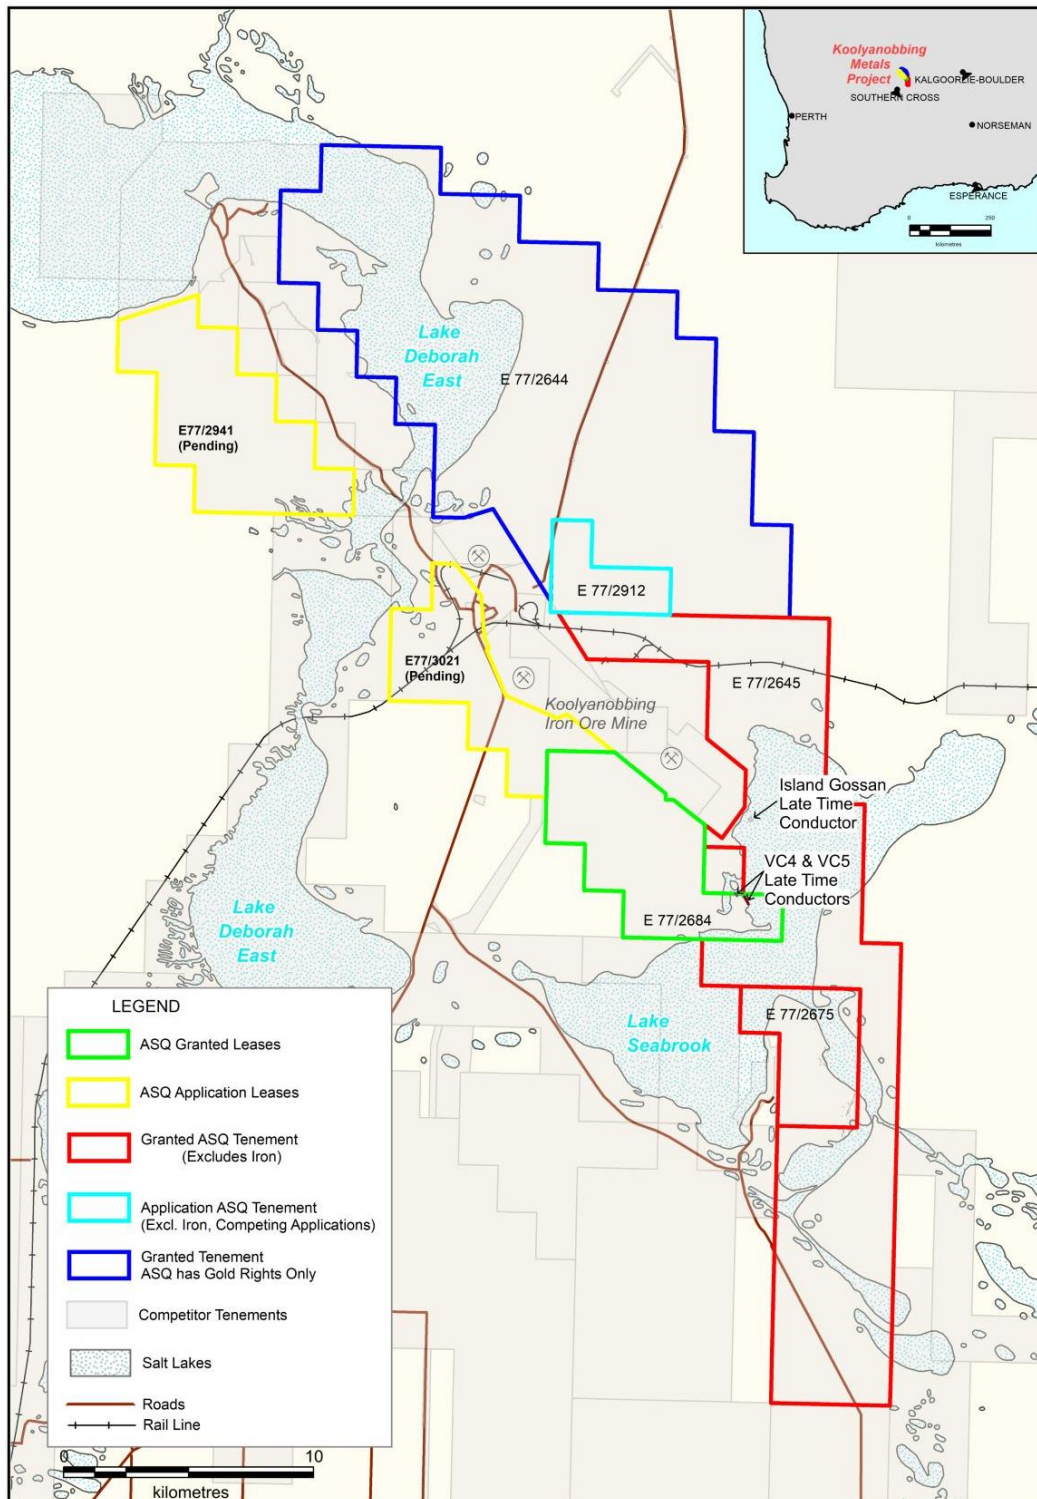 Koolyanobbing
Metals
Project
KALGOORLIE-BOULDER
SOUTHERN CROSS
PERTH
NORSEMAN
ESPERANCE
0 250
kilometres
Lake
Deborah
East
E 77/2644
E77/2941
(Pending)
E 77/2912
E77/3021
(Pending)
E 77/2645
Koolyanobbing
Iron Ore Mine
Island Gossan
Late Time
Conductor
VC4 & VC5
Late Time
Conductors
E 77/2684
Lake
Deborah
East
Lake
Seabrook
E 77/2675
LEGEND
ASQ Granted Leases
ASQ Application Leases
Granted ASQ Tenement
(Excludes Iron)
Application ASQ Tenement
(Excl. Iron, Competing Applications)
Granted Tenement
ASQ has Gold Rights Only
Competitor Tenements
Salt Lakes
Roads
Rail Line
0 10
kilometres